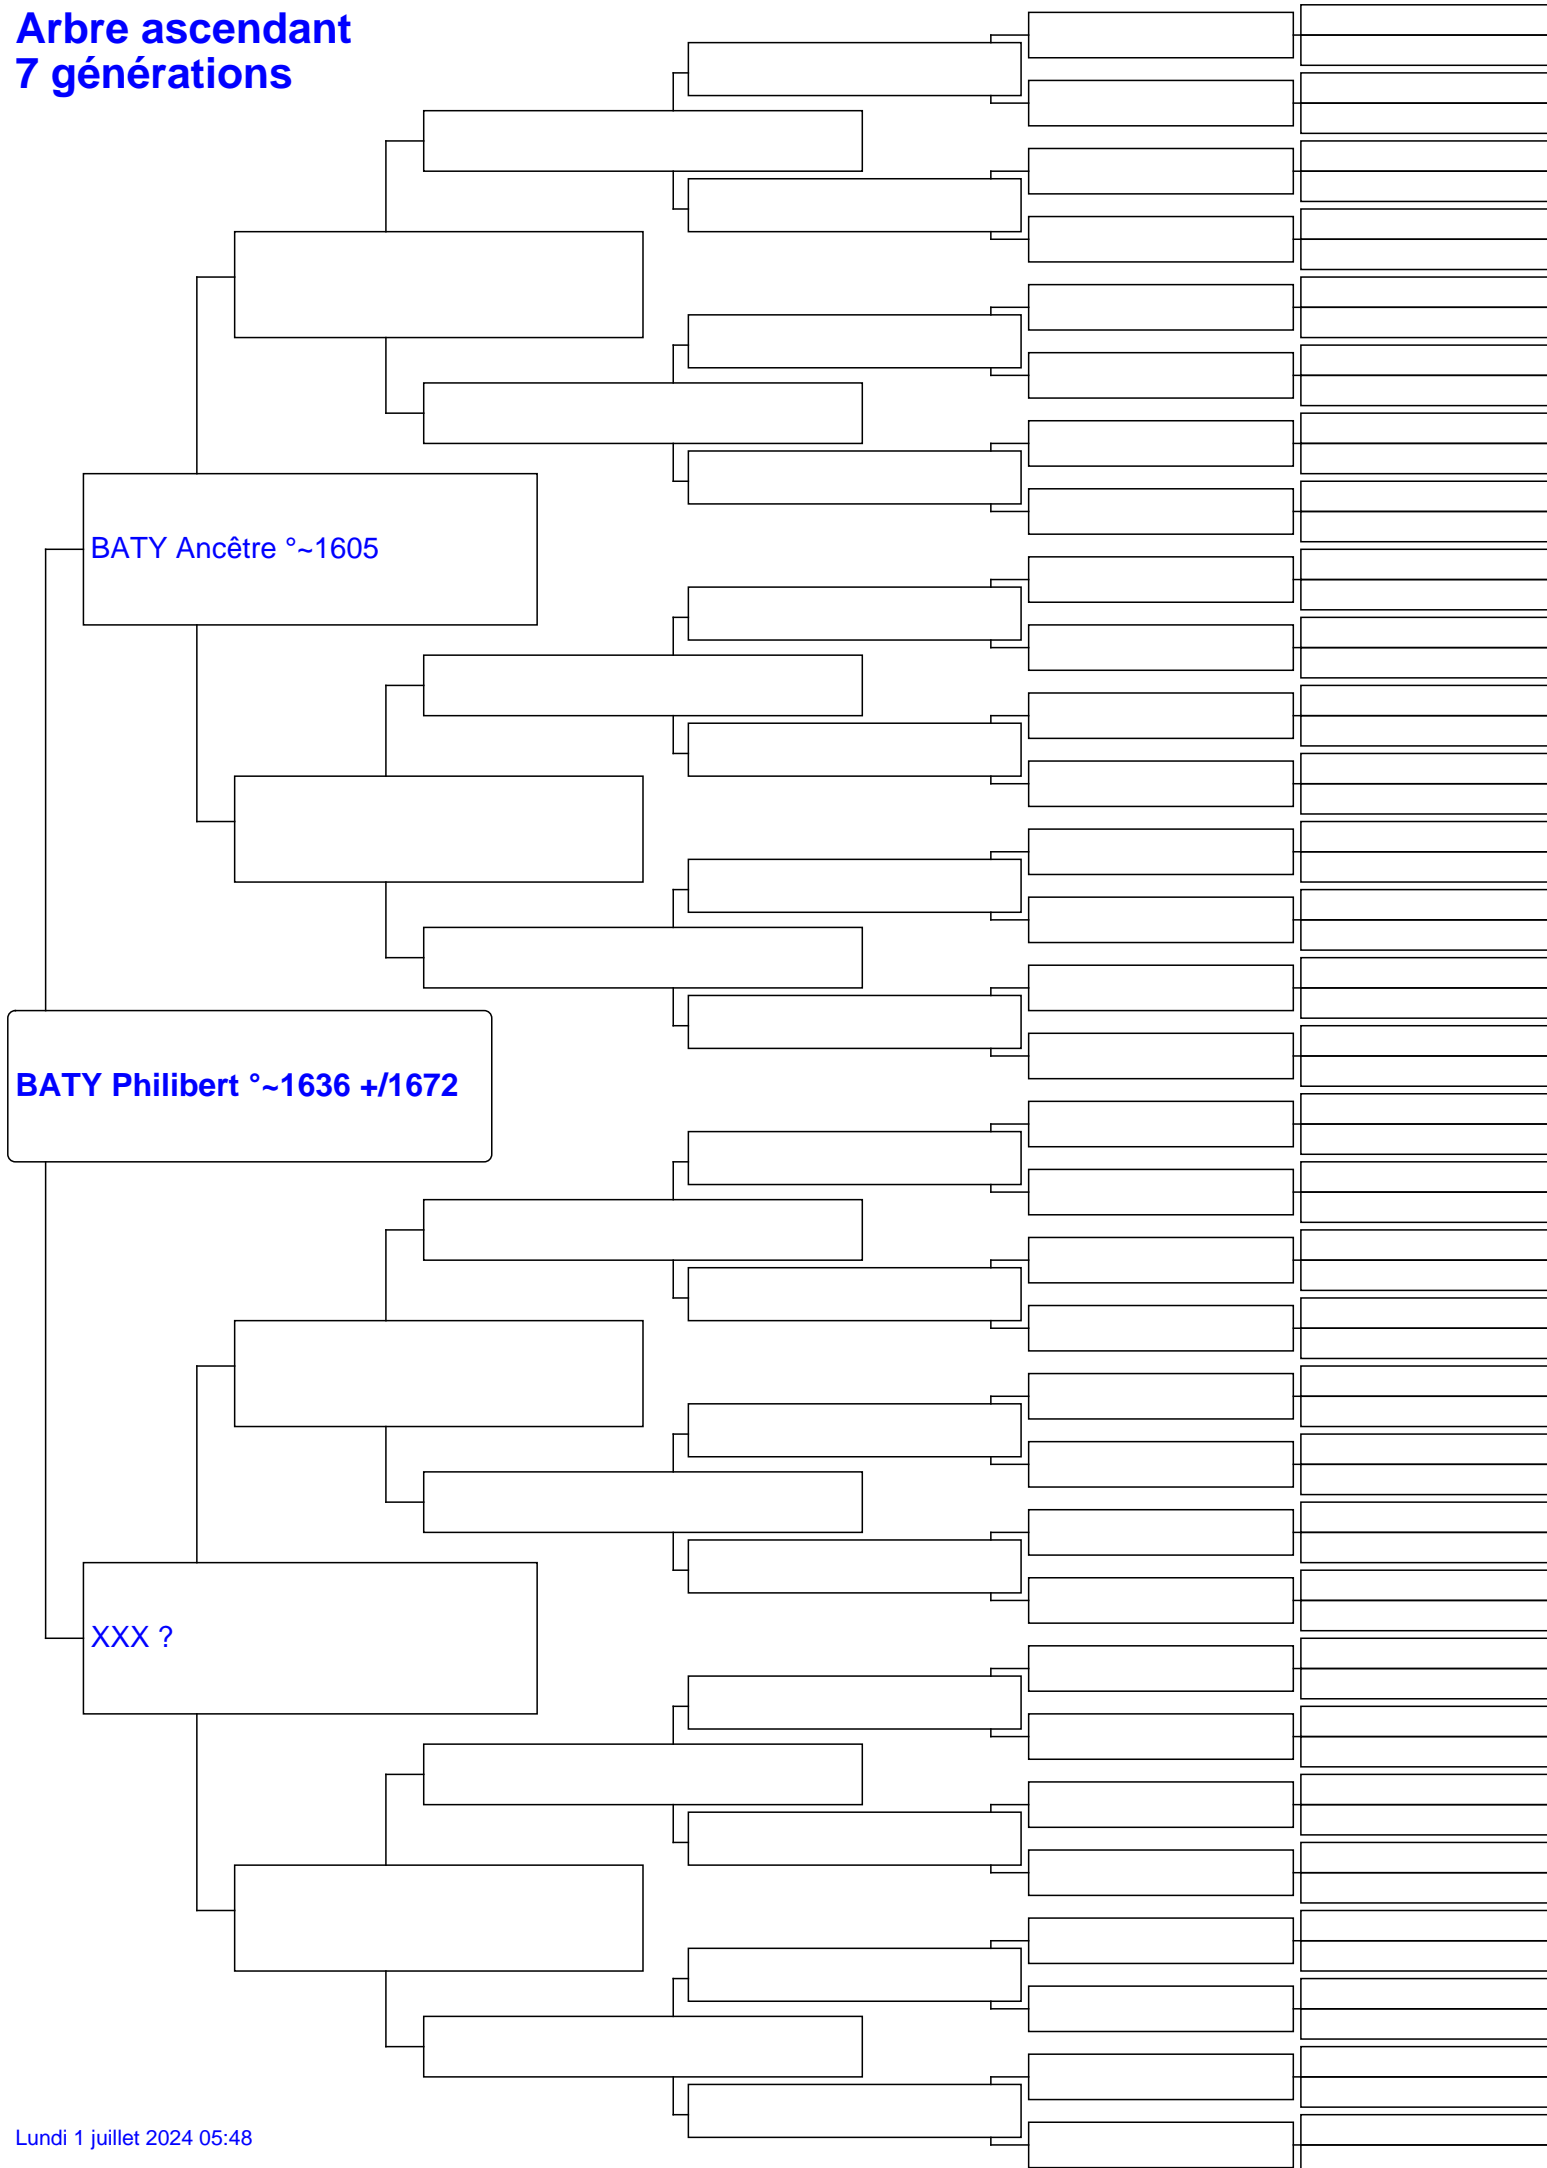 Arbre ascendant
7 générations
BATY Ancêtre °~1605
BATY Philibert °~1636 +/1672
XXX ?
Lundi 1 juillet 2024 05:48